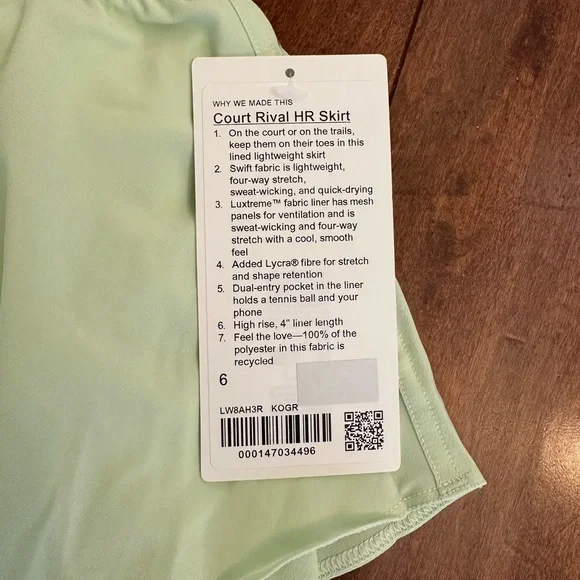 WHY WE MADE THIS
Court Rival HR Skirt
1. On the court or on the trails,
keep them on their toes in this
lined lightweight skirt
2. Swift fabric is lightweight,
four-way stretch,
sweat-wicking, and quick-drying
3. Luxtreme™ fabric liner has mesh
panels for ventilation and is
sweat-wicking and four-way
stretch with a cool, smooth
feel
4. Added Lycra® fibre for stretch
and shape retention
5. Dual-entry pocket in the liner
holds a tennis ball and your
phone
6. High rise, 4" liner length
7. Feel the love—100% of the
polyester in this fabric is
recycled
6
LW8AH3R KOGR
000147034496